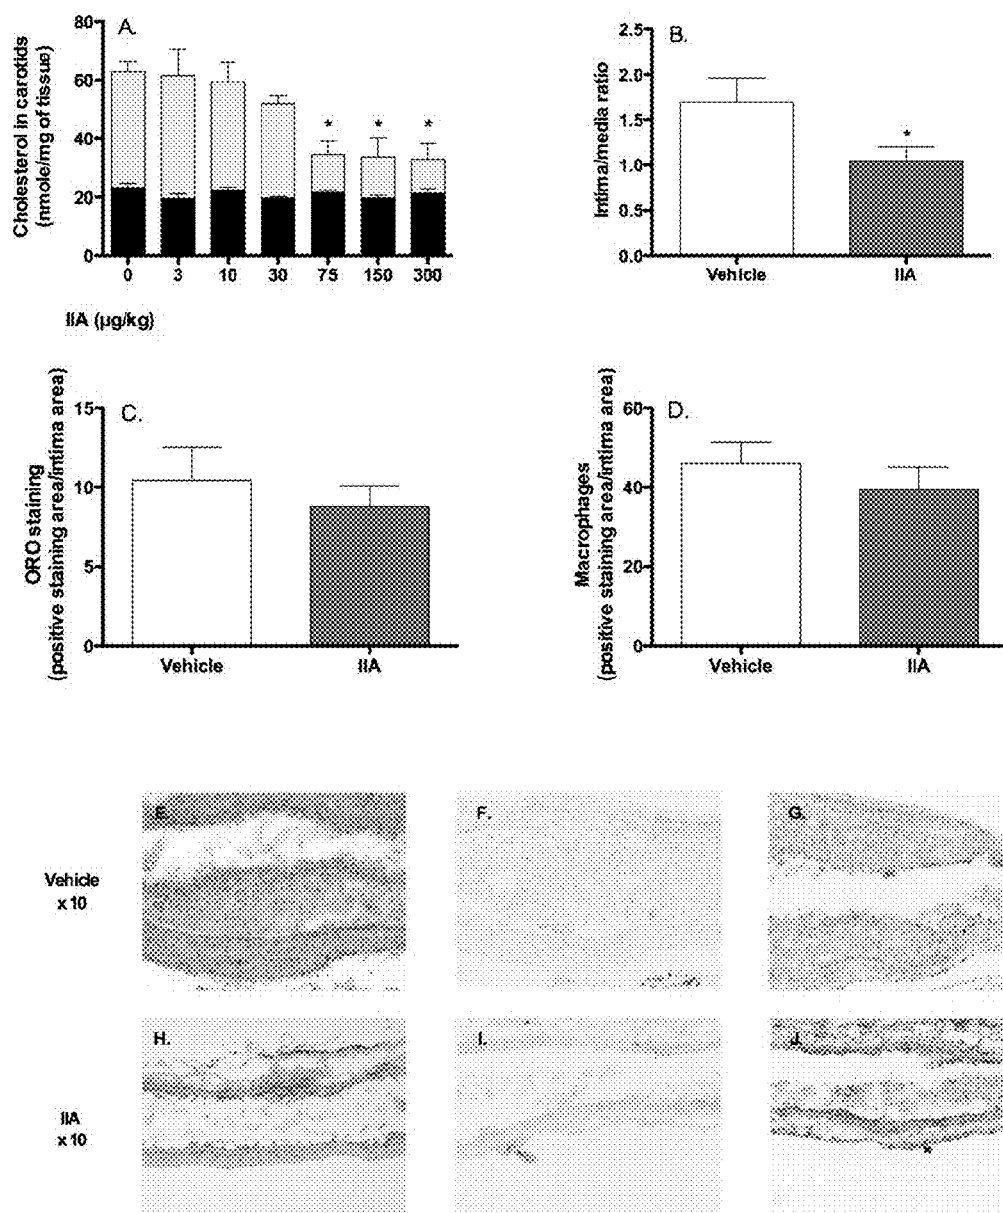 A.
Cholesterol in carotids
(nmole/mg of tissue)
80
60
40
20
0
*
*
*
0 3 10 30 75 150 300
IIA (µg/kg)
B.
Intima/media ratio
2.5
2.0
1.5
1.0
0.5
0.0
*
Vehicle IIA
C.
ORO staining
(positive staining area/intima area)
15
10
5
0
Vehicle IIA
D.
Macrophages
(positive staining area/intima area)
60
40
20
0
Vehicle IIA
Vehicle
x 10
E.
F.
G.
IIA
x 10
H.
I.
J.